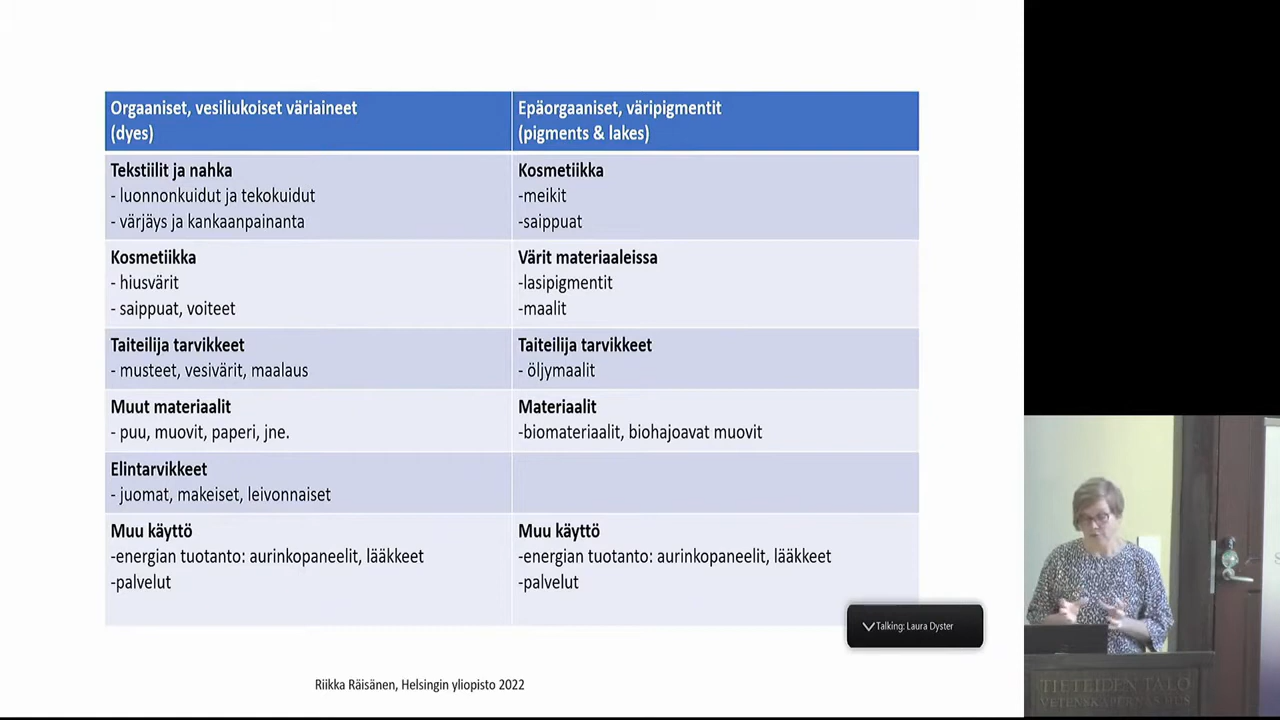 Orgaaniset, vesiliukoiset väriaineet
(dyes)
Epäorgaaniset, väripigmentit
(pigments & lakes)
Tekstiilit ja nahka
- luonnonkuidut ja tekokuidut
- värjäys ja kankaanpainanta
Kosmetiikka
-meikit
-saippuat
Kosmetiikka
- hiusvärit
- saippuat, voiteet
Värit materiaaleissa
-lasipigmentit
-maalit
Taiteilija tarvikkeet
- musteet, vesivärit, maalaus
Taiteilija tarvikkeet
- öljymaalit
Muut materiaalit
- puu, muovit, paperi, jne.
Materiaalit
-biomateriaalit, biohajoavat muovit
Elintarvikkeet
- juomat, makeiset, leivonnaiset
Muu käyttö
-energian tuotanto: aurinkopaneelit, lääkkeet
-palvelut
Muu käyttö
-energian tuotanto: aurinkopaneelit, lääkkeet
-palvelut
Talking: Laura Dyster
Riikka Räisänen, Helsingin yliopisto 2022
TIETEIDEN TALO
VETENSKAPERNAS HUS